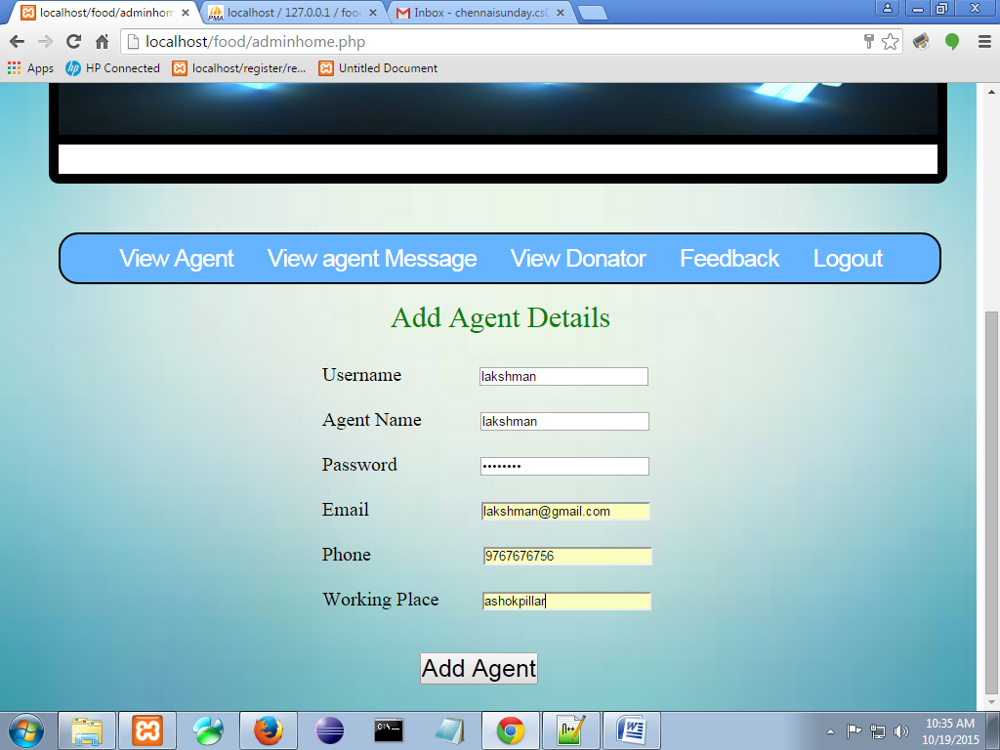 localhost/food/adminhom
localhost / 127.0.0.1 / foo
Inbox - chennaisunday.cs
localhost/food/adminhome.php
Apps
HP Connected
localhost/register/re...
Untitled Document
View Agent
View agent Message
View Donator
Feedback
Logout
Add Agent Details
Username lakshman
Agent Name lakshman
Password ••••••••
Email lakshman@gmail.com
Phone 9767676756
Working Place ashokpillar
Add Agent
10:35 AM
10/19/2015